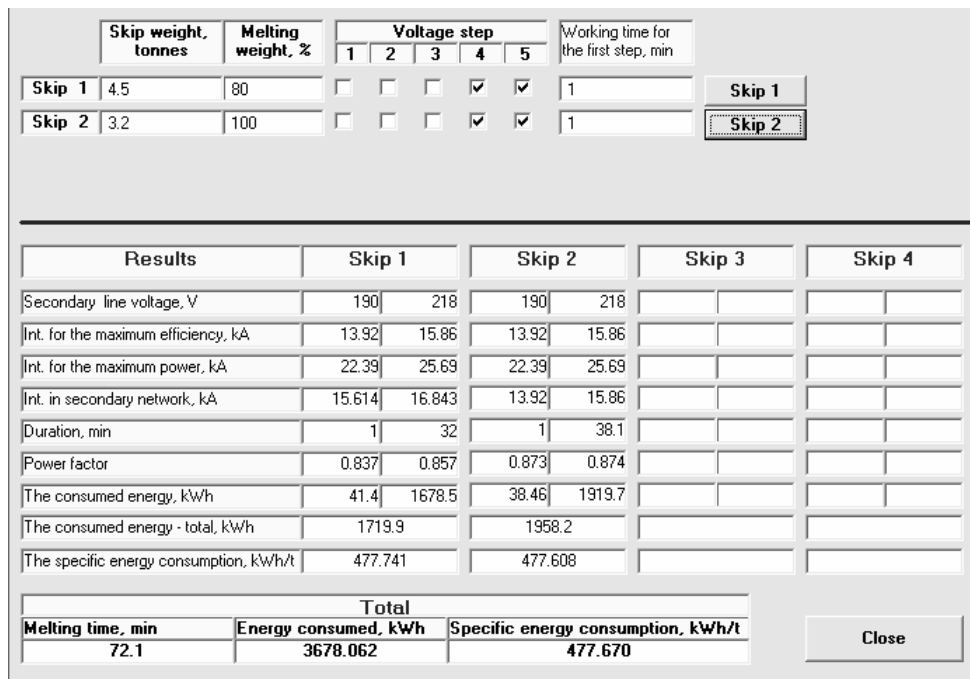 Skip weight, tonnes Melting weight, % Voltage step Working time for the first step, min
1 2 3 4 5
Skip 1 4.5 80 1 Skip 1
Skip 2 3.2 100 1 Skip 2
Results Skip 1 Skip 2 Skip 3 Skip 4
Secondary line voltage, V 190 218 190 218
Int. for the maximum efficiency, kA 13.92 15.86 13.92 15.86
Int. for the maximum power, kA 22.39 25.69 22.39 25.69
Int. in secondary network, kA 15.614 16.843 13.92 15.86
Duration, min 1 32 1 38.1
Power factor 0.837 0.857 0.873 0.874
The consumed energy, kWh 41.4 1678.5 38.46 1919.7
The consumed energy - total, kWh 1719.9 1958.2
The specific energy consumption, kWh/t 477.741 477.608
Total
Melting time, min Energy consumed, kWh Specific energy consumption, kWh/t
72.1 3678.062 477.670
Close